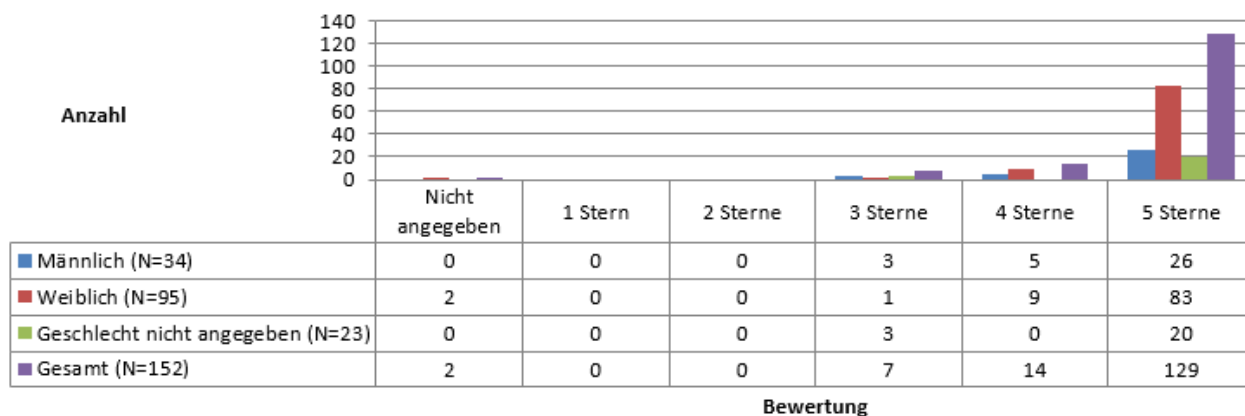 140
120
100
80
60
40
20
0
Anzahl
Nicht angegeben 1 Stern 2 Sterne 3 Sterne 4 Sterne 5 Sterne
Männlich (N=34) 0 0 0 3 5 26
Weiblich (N=95) 2 0 0 1 9 83
Geschlecht nicht angegeben (N=23) 0 0 0 3 0 20
Gesamt (N=152) 2 0 0 7 14 129
Bewertung